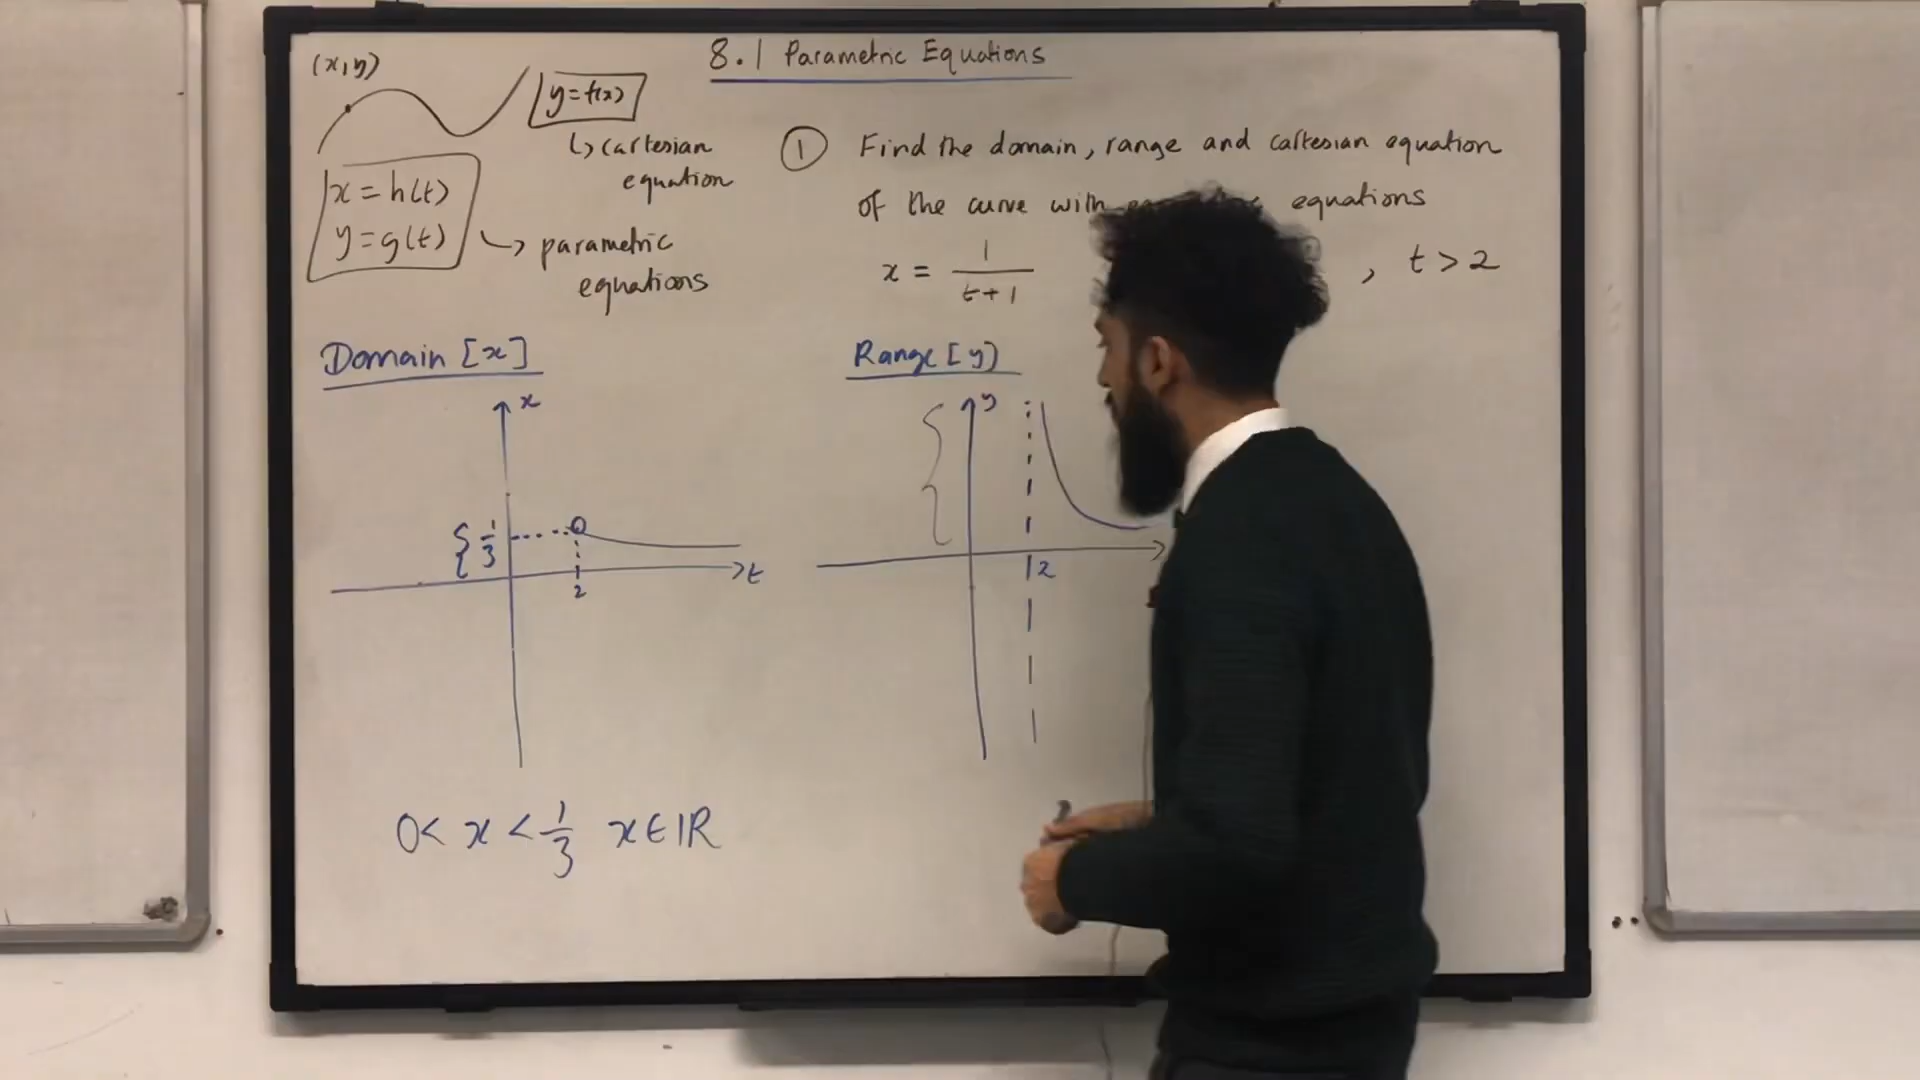 8.1 Parametric Equations
(x,y)
y=f(x)
↳ cartesian
equation
x = h(t)
y = g(t)
↳ parametric
equations
① Find the domain, range and cartesian equation
of the curve with equations
x = 1/(t+1) , t > 2
Domain [x]
x
1/3
2
t
0 < x < 1/3 x ∈ ℝ
Range [y]
y
2